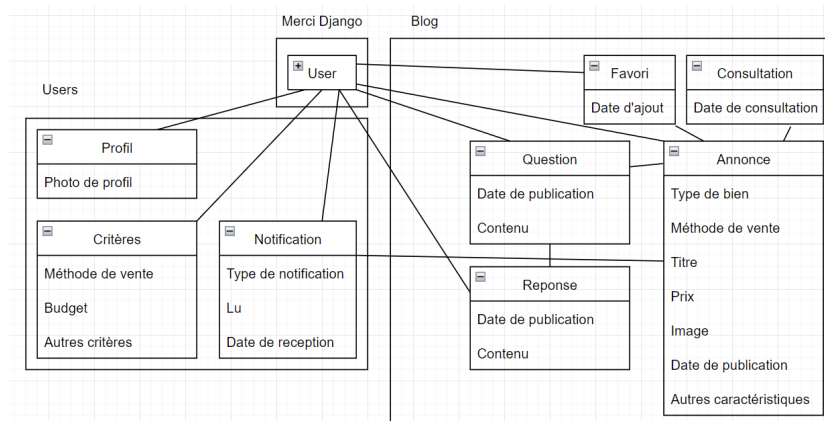 Merci Django
Blog
User
Users
Favori
Date d'ajout
Consultation
Date de consultation
Profil
Photo de profil
Question
Date de publication
Contenu
Annonce
Type de bien
Méthode de vente
Titre
Prix
Image
Date de publication
Autres caractéristiques
Critères
Méthode de vente
Budget
Autres critères
Notification
Type de notification
Lu
Date de reception
Reponse
Date de publication
Contenu